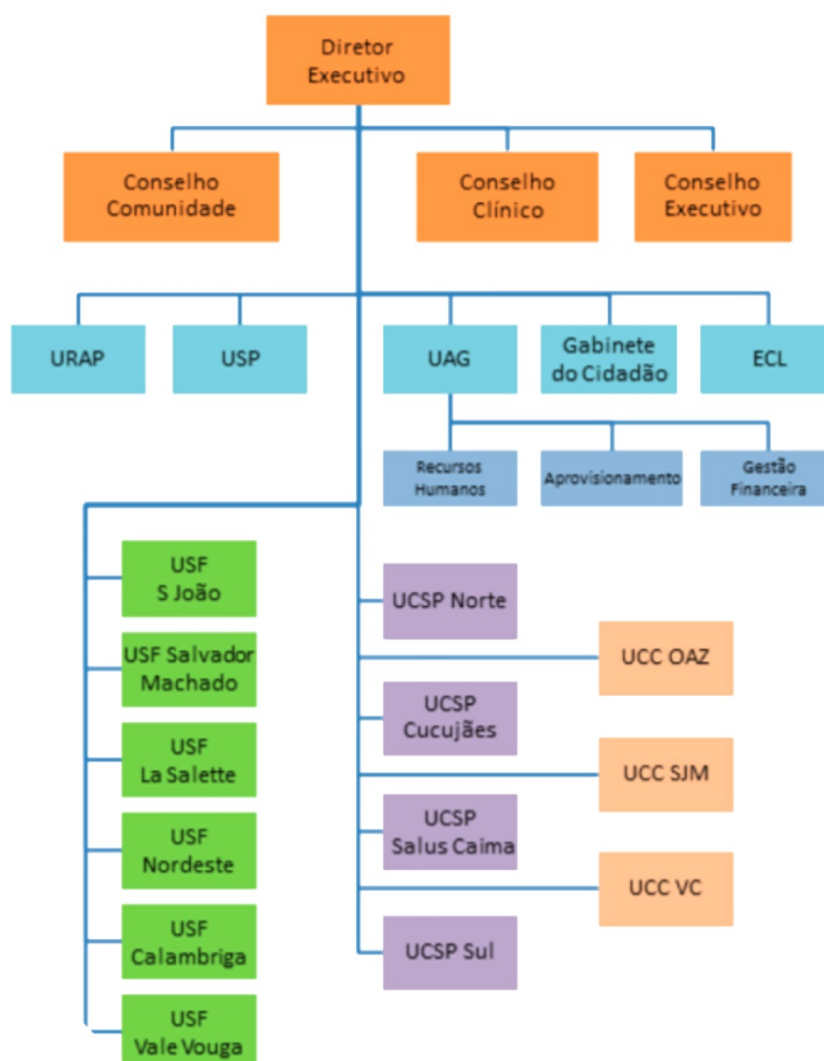 Diretor
Executivo
Conselho
Comunidade
Conselho
Clínico
Conselho
Executivo
URAP
USP
UAG
Gabinete
do Cidadão
ECL
Recursos
Humanos
Aprovisionamento
Gestão
Financeira
USF
S João
USF Salvador
Machado
USF
La Salette
USF
Nordeste
USF
Calambriga
USF
Vale Vouga
UCSP Norte
UCSP
Cucujães
UCSP
Salus Caima
UCSP Sul
UCC OAZ
UCC SJM
UCC VC